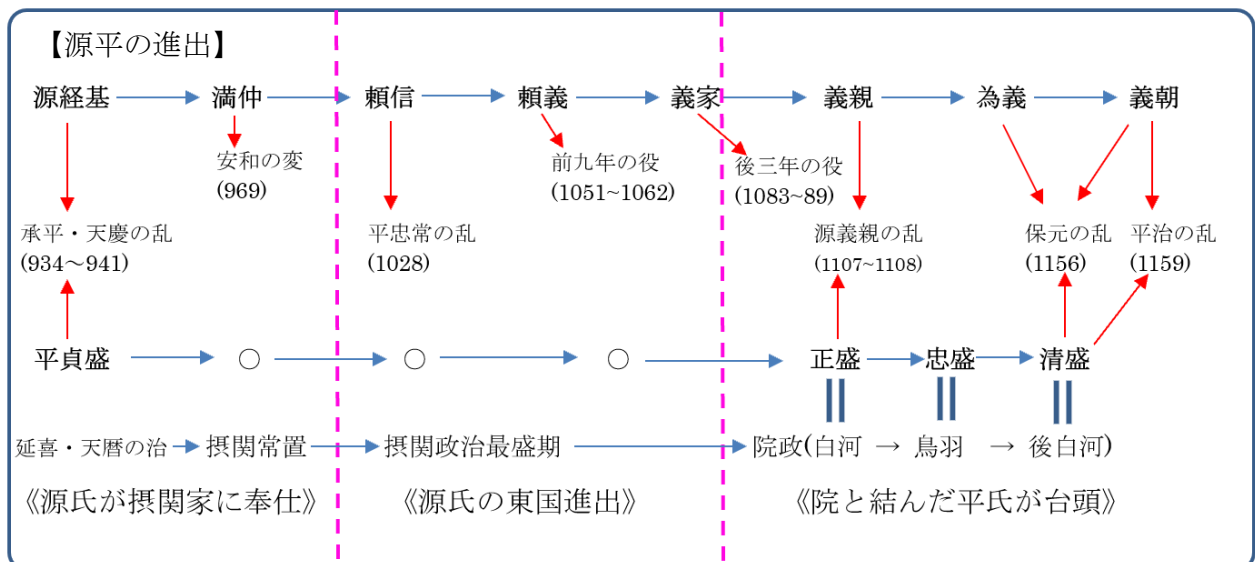 【源平の進出】
源経基 満仲 頼信 頼義 義家 義親 為義 義朝
安和の変
(969)
前九年の役
(1051~1062)
後三年の役
(1083~89)
承平・天慶の乱
(934～941)
平忠常の乱
(1028)
源義親の乱
(1107~1108)
保元の乱
(1156)
平治の乱
(1159)
平貞盛 ○ ○ ○ 正盛 忠盛 清盛
延喜・天暦の治 摂関常置 摂関政治最盛期 院政(白河 → 鳥羽 → 後白河)
《源氏が摂関家に奉仕》 《源氏の東国進出》 《院と結んだ平氏が台頭》